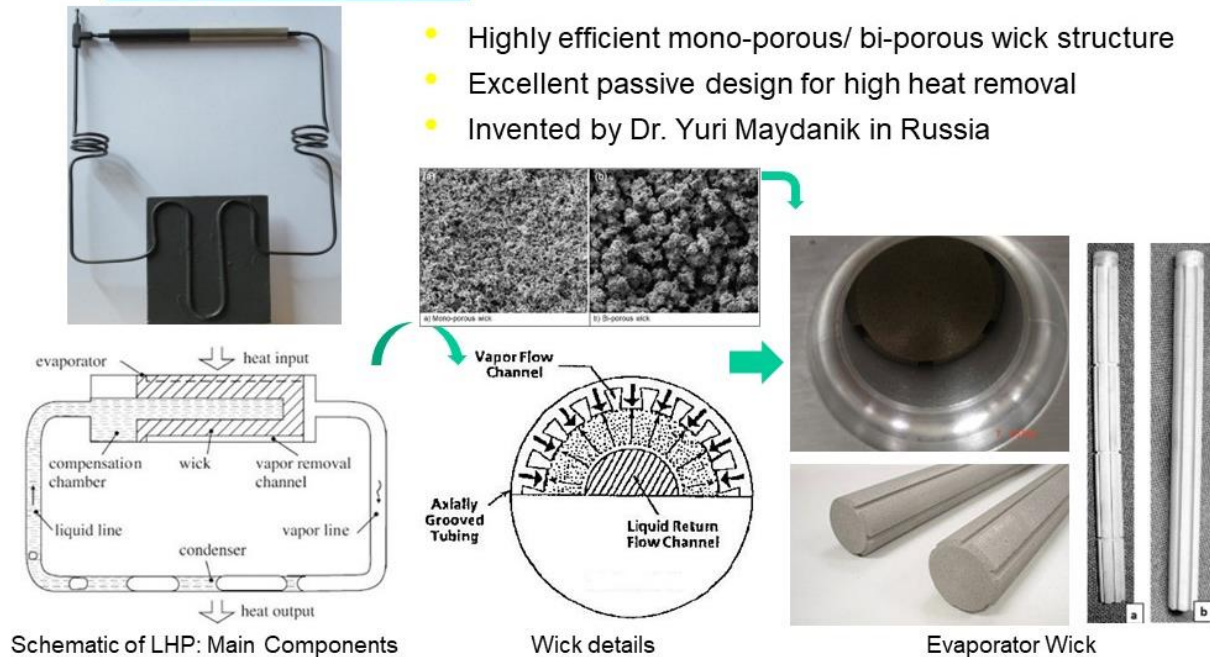 Highly efficient mono-porous/ bi-porous wick structure
Excellent passive design for high heat removal
Invented by Dr. Yuri Maydanik in Russia
(a)
(b)
a) Mono-porous wick
b) Bi-porous wick
evaporator
heat input
compensation
chamber
wick
vapor removal
channel
liquid line
vapor line
condenser
heat output
Schematic of LHP: Main Components
Vapor Flow
Channel
Axially
Grooved
Tubing
Liquid Return
Flow Channel
Wick details
a
b
Evaporator Wick